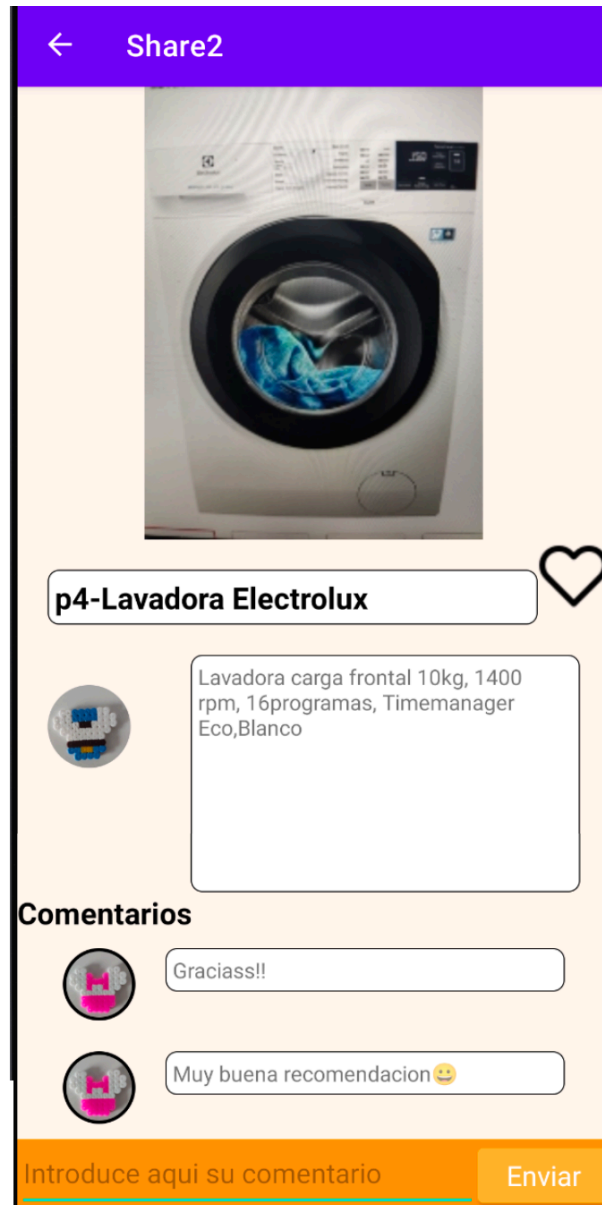 Share2
p4-Lavadora Electrolux
Lavadora carga frontal 10kg, 1400
rpm, 16programas, Timemanager
Eco,Blanco
Comentarios
Graciass!!
Muy buena recomendacion😀
Introduce aqui su comentario
Enviar